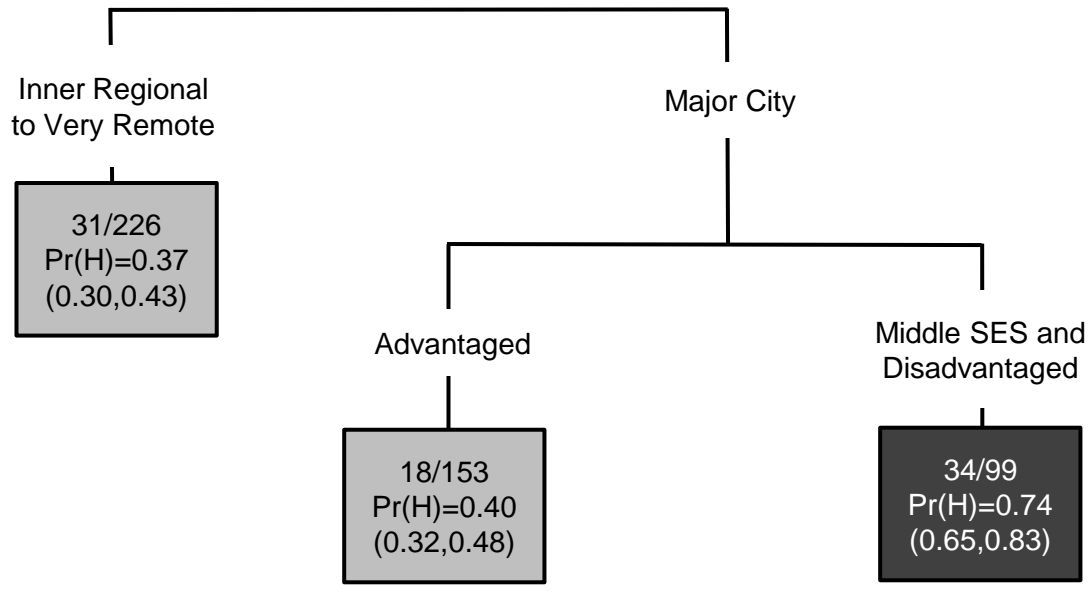 Inner Regional
to Very Remote
Major City
31/226
Pr(H)=0.37
(0.30,0.43)
Advantaged
Middle SES and
Disadvantaged
18/153
Pr(H)=0.40
(0.32,0.48)
34/99
Pr(H)=0.74
(0.65,0.83)